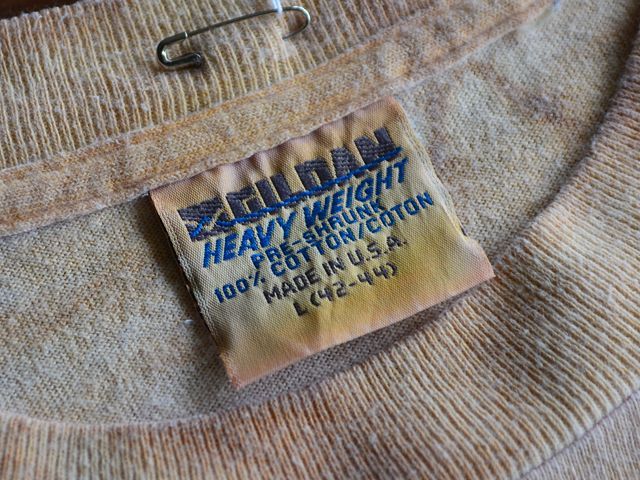 GILDAN
HEAVY WEIGHT
PRE-SHRUNK
100% COTTON/COTON
MADE IN U.S.A.
L (42-44)